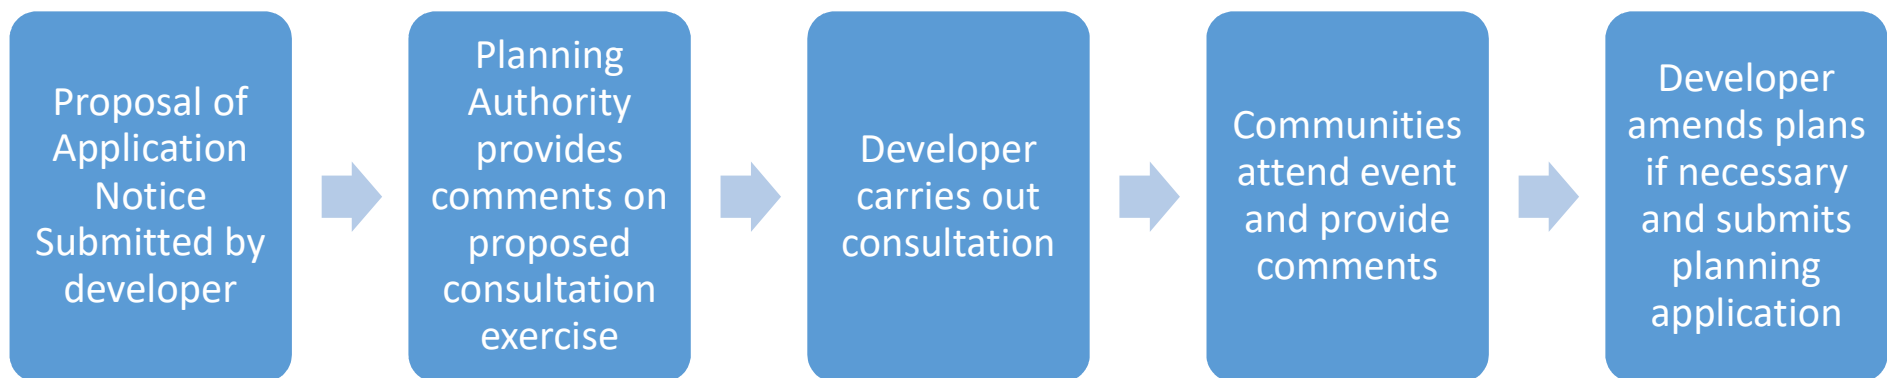 Proposal of
Application
Notice
Submitted by
developer
Planning
Authority
provides
comments on
proposed
consultation
exercise
Developer
carries out
consultation
Communities
attend event
and provide
comments
Developer
amends plans
if necessary
and submits
planning
application